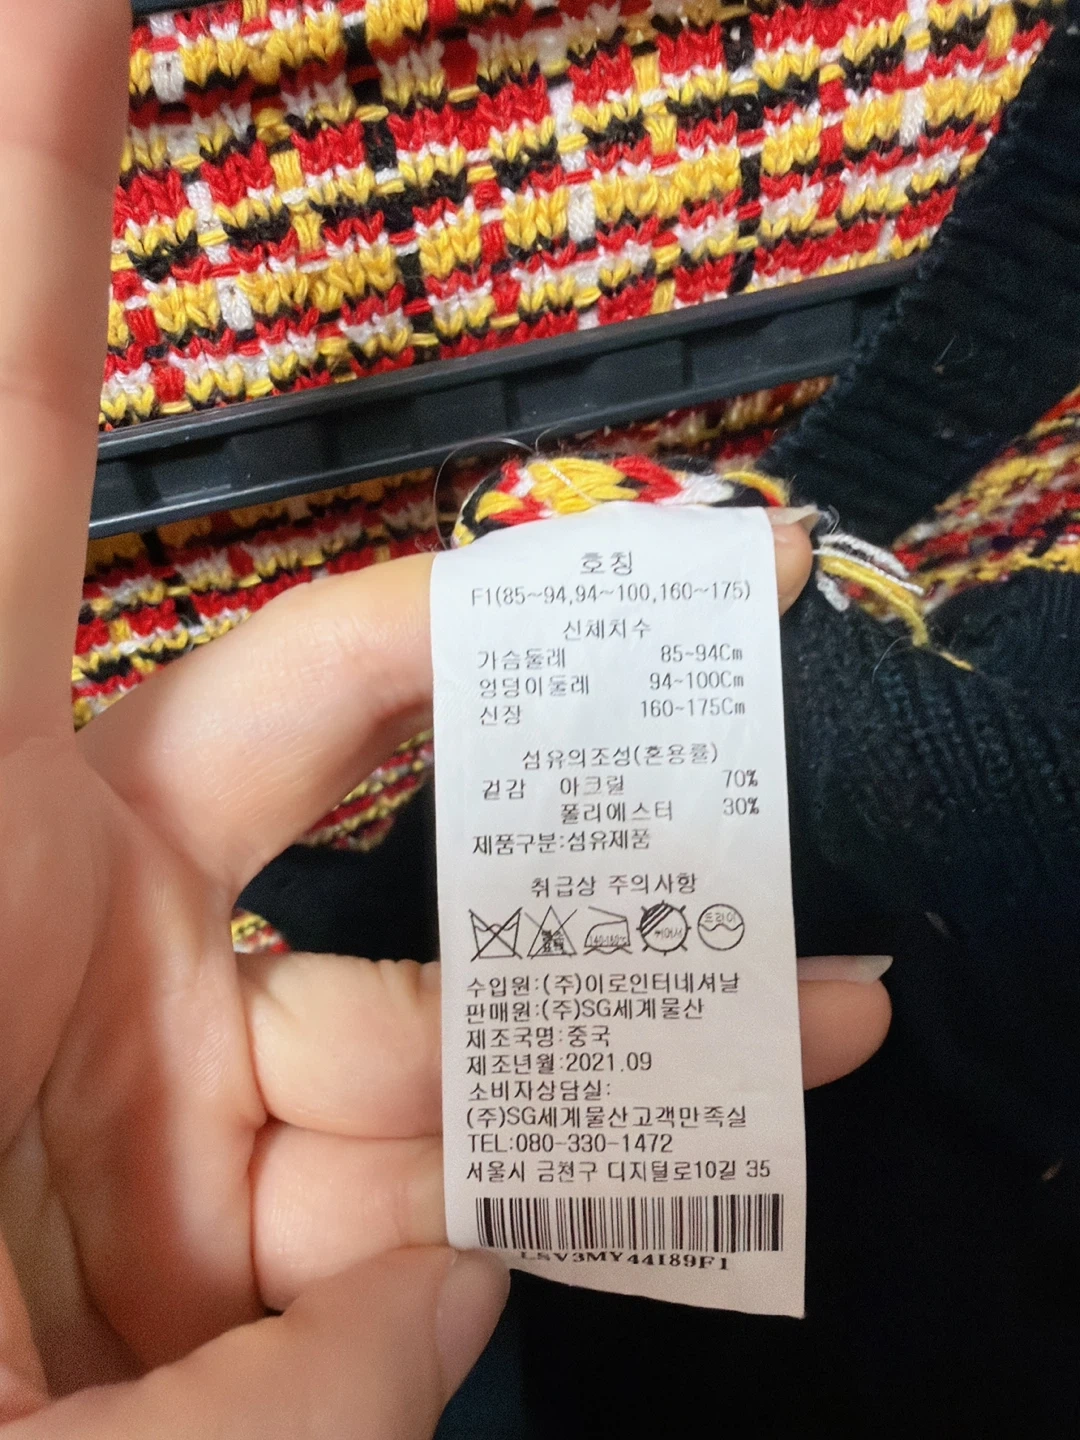 호칭
F1(85~94,94~100,160~175)
신체치수
가슴둘레 85~94Cm
엉덩이둘레 94~100Cm
신장 160~175Cm
섬유의조성(혼용률)
겉감 아크릴 70%
폴리에스터 30%
제품구분:섬유제품
취급상 주의사항
140~160℃ 뉘어서 드라이
수입원:(주)이로인터네셔날
판매원:(주)SG세계물산
제조국명:중국
제조년월:2021.09
소비자상담실:
(주)SG세계물산고객만족실
TEL:080-330-1472
서울시 금천구 디지털로10길 35
LSV3MY44I89F1